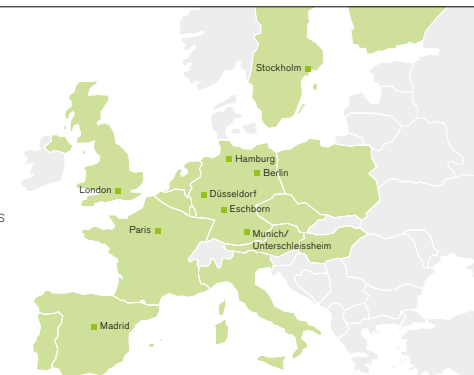 Stockholm
Hamburg
Berlin
London
Düsseldorf
Eschborn
s
Paris
Munich/
Unterschleissheim
Madrid